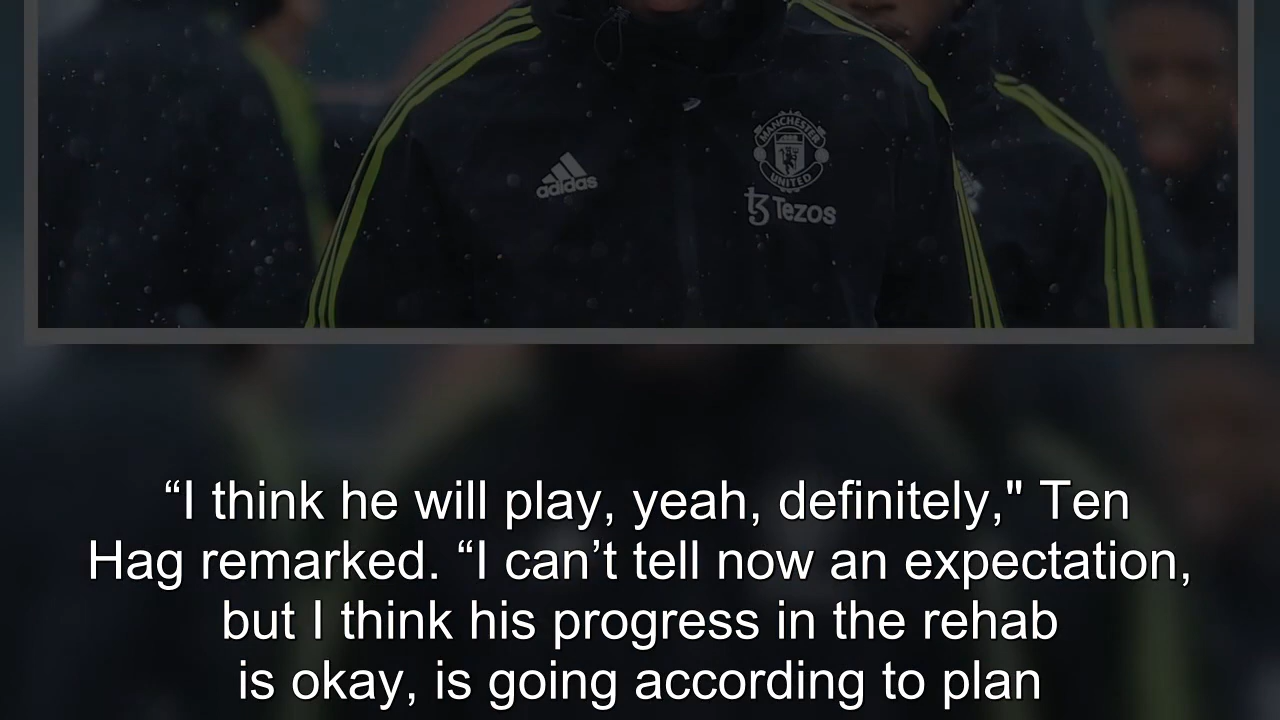 adidas
MANCHESTER
UNITED
Tezos
“I think he will play, yeah, definitely," Ten
Hag remarked. “I can’t tell now an expectation,
but I think his progress in the rehab
is okay, is going according to plan